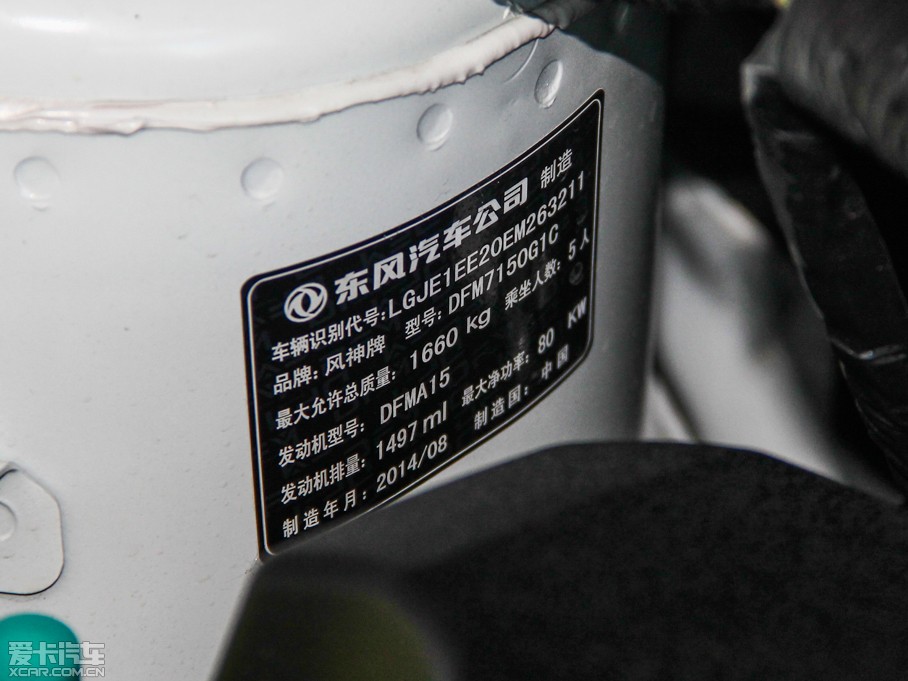 东风汽车公司 制造
车辆识别代号:LGJE1EE20EM263211
品牌:风神牌 型号:DFM7150G1C
最大允许总质量: 1660 kg 乘坐人数: 5人
发动机型号: DFMA15
发动机排量: 1497 ml 最大净功率: 80 KW
制造年月: 2014/08 制造国: 中国
爱卡汽车
XCAR.COM.CN